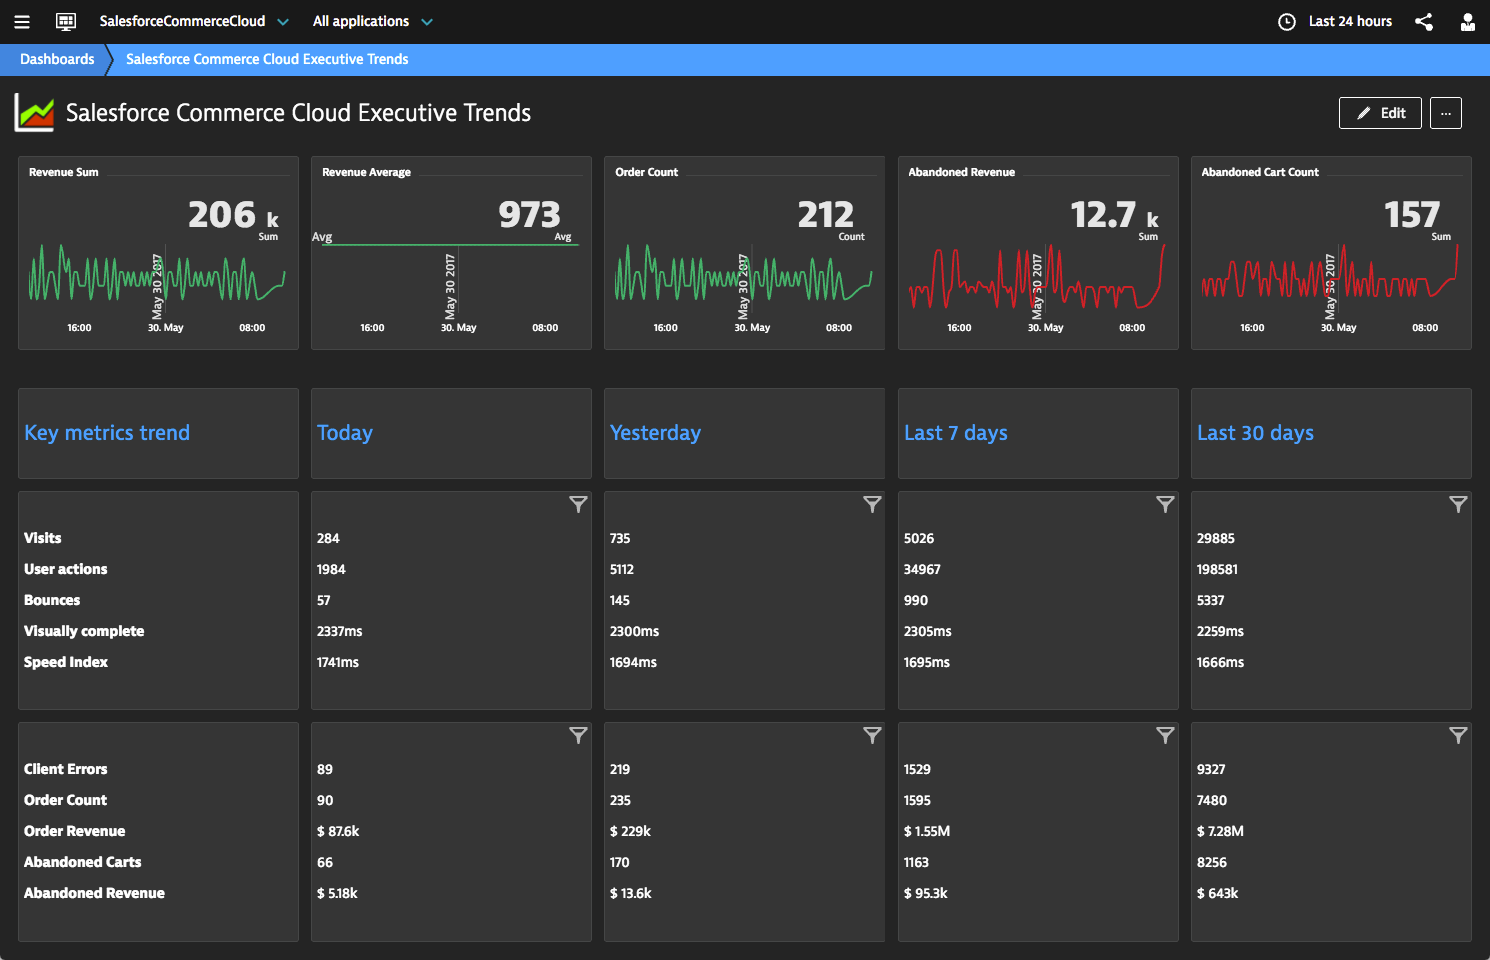 SalesforceCommerceCloud All applications Last 24 hours
Dashboards Salesforce Commerce Cloud Executive Trends
Salesforce Commerce Cloud Executive Trends Edit ...
Revenue Sum
206 k
Sum
May 30 2017
16:00 30. May 08:00
Revenue Average
973
Avg Avg
May 30 2017
16:00 30. May 08:00
Order Count
212
Count
May 30 2017
16:00 30. May 08:00
Abandoned Revenue
12.7 k
Sum
May 30 2017
16:00 30. May 08:00
Abandoned Cart Count
157
Sum
May 30 2017
16:00 30. May 08:00
Key metrics trend Today Yesterday Last 7 days Last 30 days
Visits 284 735 5026 29885
User actions 1984 5112 34967 198581
Bounces 57 145 990 5337
Visually complete 2337ms 2300ms 2305ms 2259ms
Speed Index 1741ms 1694ms 1695ms 1666ms
Client Errors 89 219 1529 9327
Order Count 90 235 1595 7480
Order Revenue $ 87.6k $ 229k $ 1.55M $ 7.28M
Abandoned Carts 66 170 1163 8256
Abandoned Revenue $ 5.18k $ 13.6k $ 95.3k $ 643k